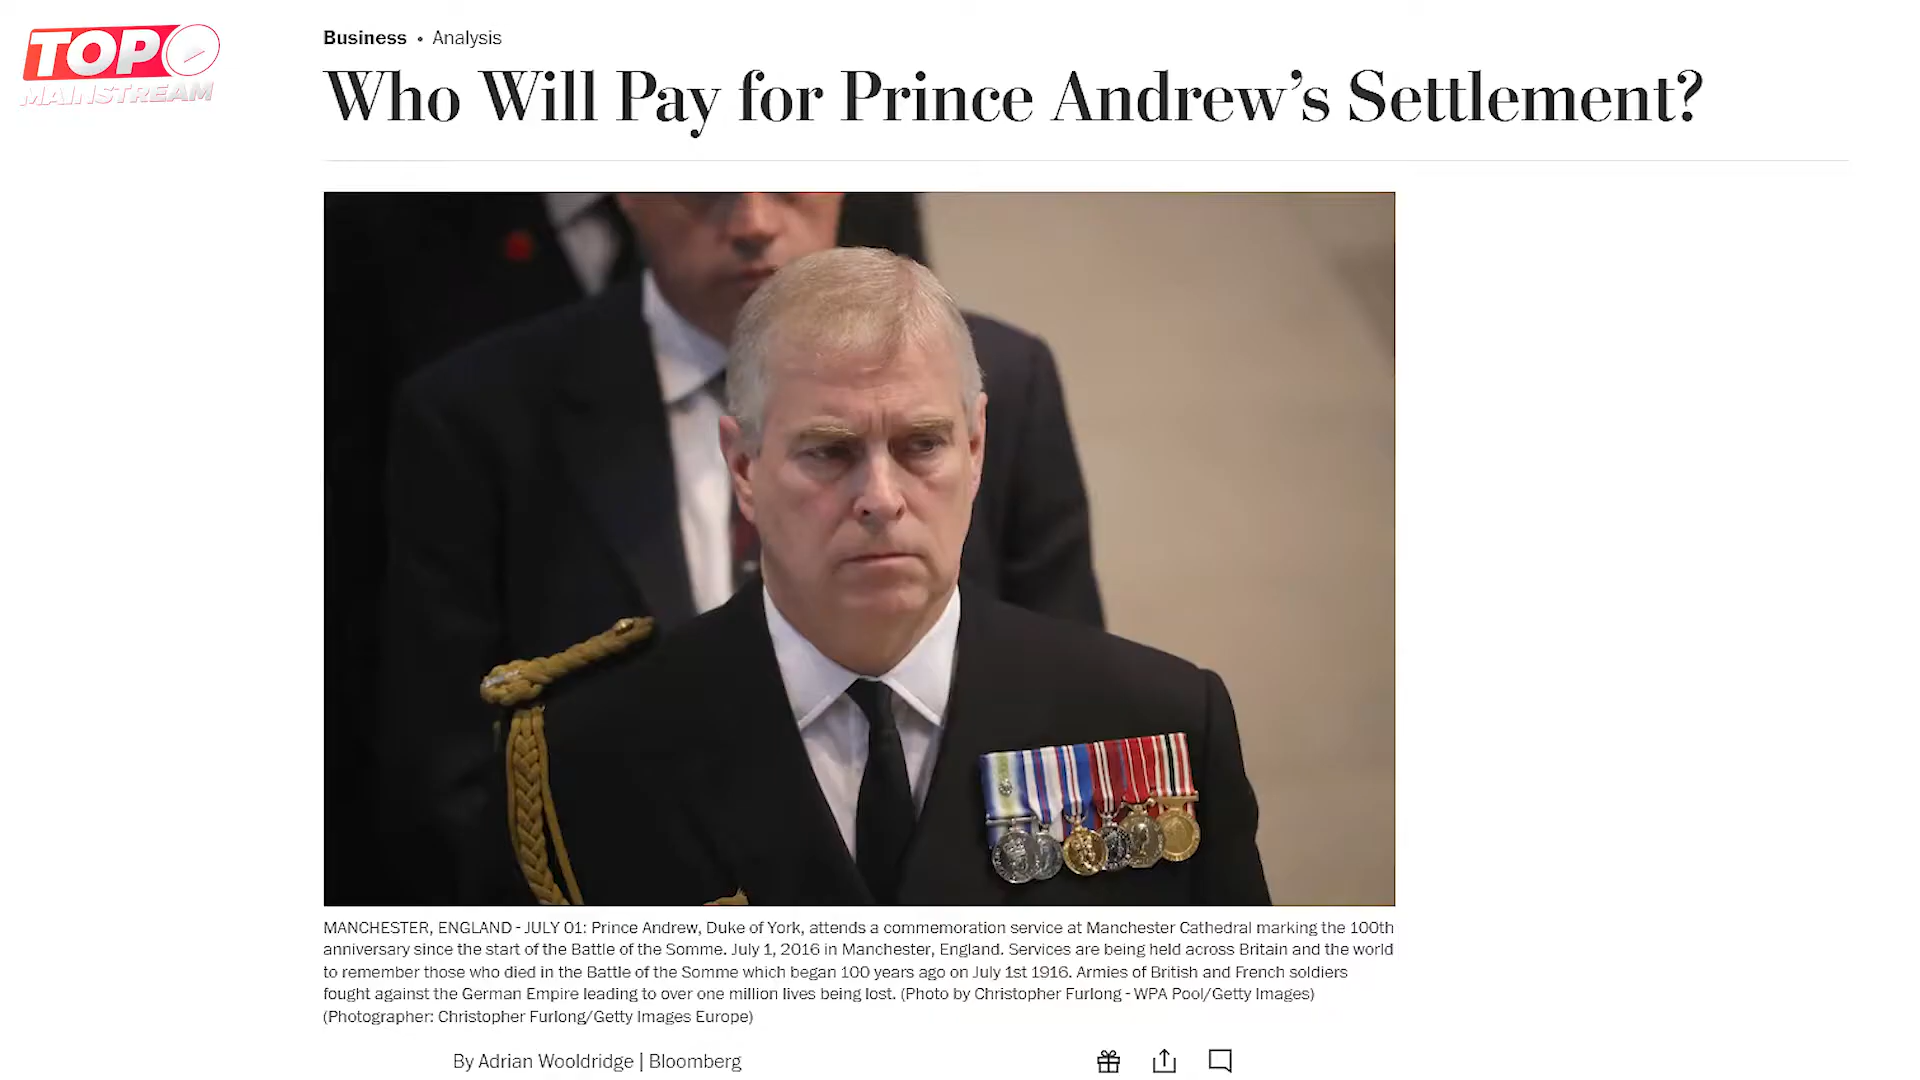 TOP
MAINSTREAM
Business • Analysis
Who Will Pay for Prince Andrew's Settlement?
MANCHESTER, ENGLAND - JULY 01: Prince Andrew, Duke of York, attends a commemoration service at Manchester Cathedral marking the 100th
anniversary since the start of the Battle of the Somme. July 1, 2016 in Manchester, England. Services are being held across Britain and the world
to remember those who died in the Battle of the Somme which began 100 years ago on July 1st 1916. Armies of British and French soldiers
fought against the German Empire leading to over one million lives being lost. (Photo by Christopher Furlong - WPA Pool/Getty Images)
(Photographer: Christopher Furlong/Getty Images Europe)
By Adrian Wooldridge | Bloomberg